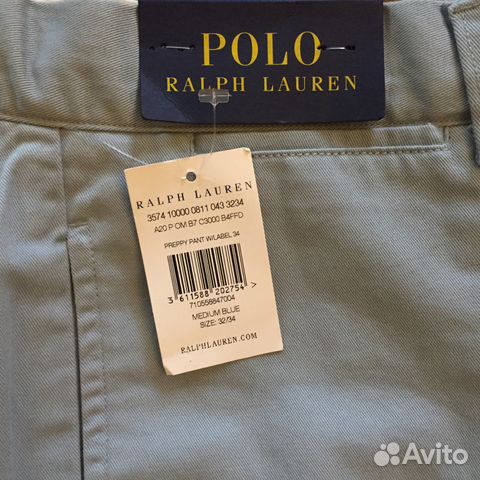 POLO
RALPH LAUREN
RALPH LAUREN
3574 10000 0811 043 3234
A20 P OM B7 C3000 B4FFD
PREPPY PANT W/LABEL 34
3 611588 202754 >
710558847004
MEDIUM BLUE
SIZE: 32/34
RALPHLAUREN.COM
Avito